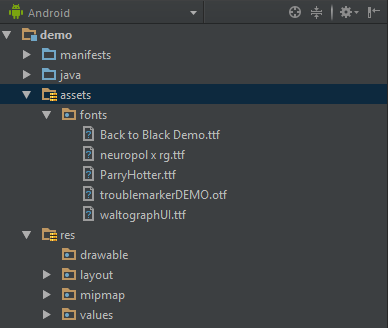 Android
demo
manifests
java
assets
fonts
Back to Black Demo.ttf
neuropol x rg.ttf
ParryHotter.ttf
troublemarkerDEMO.otf
waltographUI.ttf
res
drawable
layout
mipmap
values